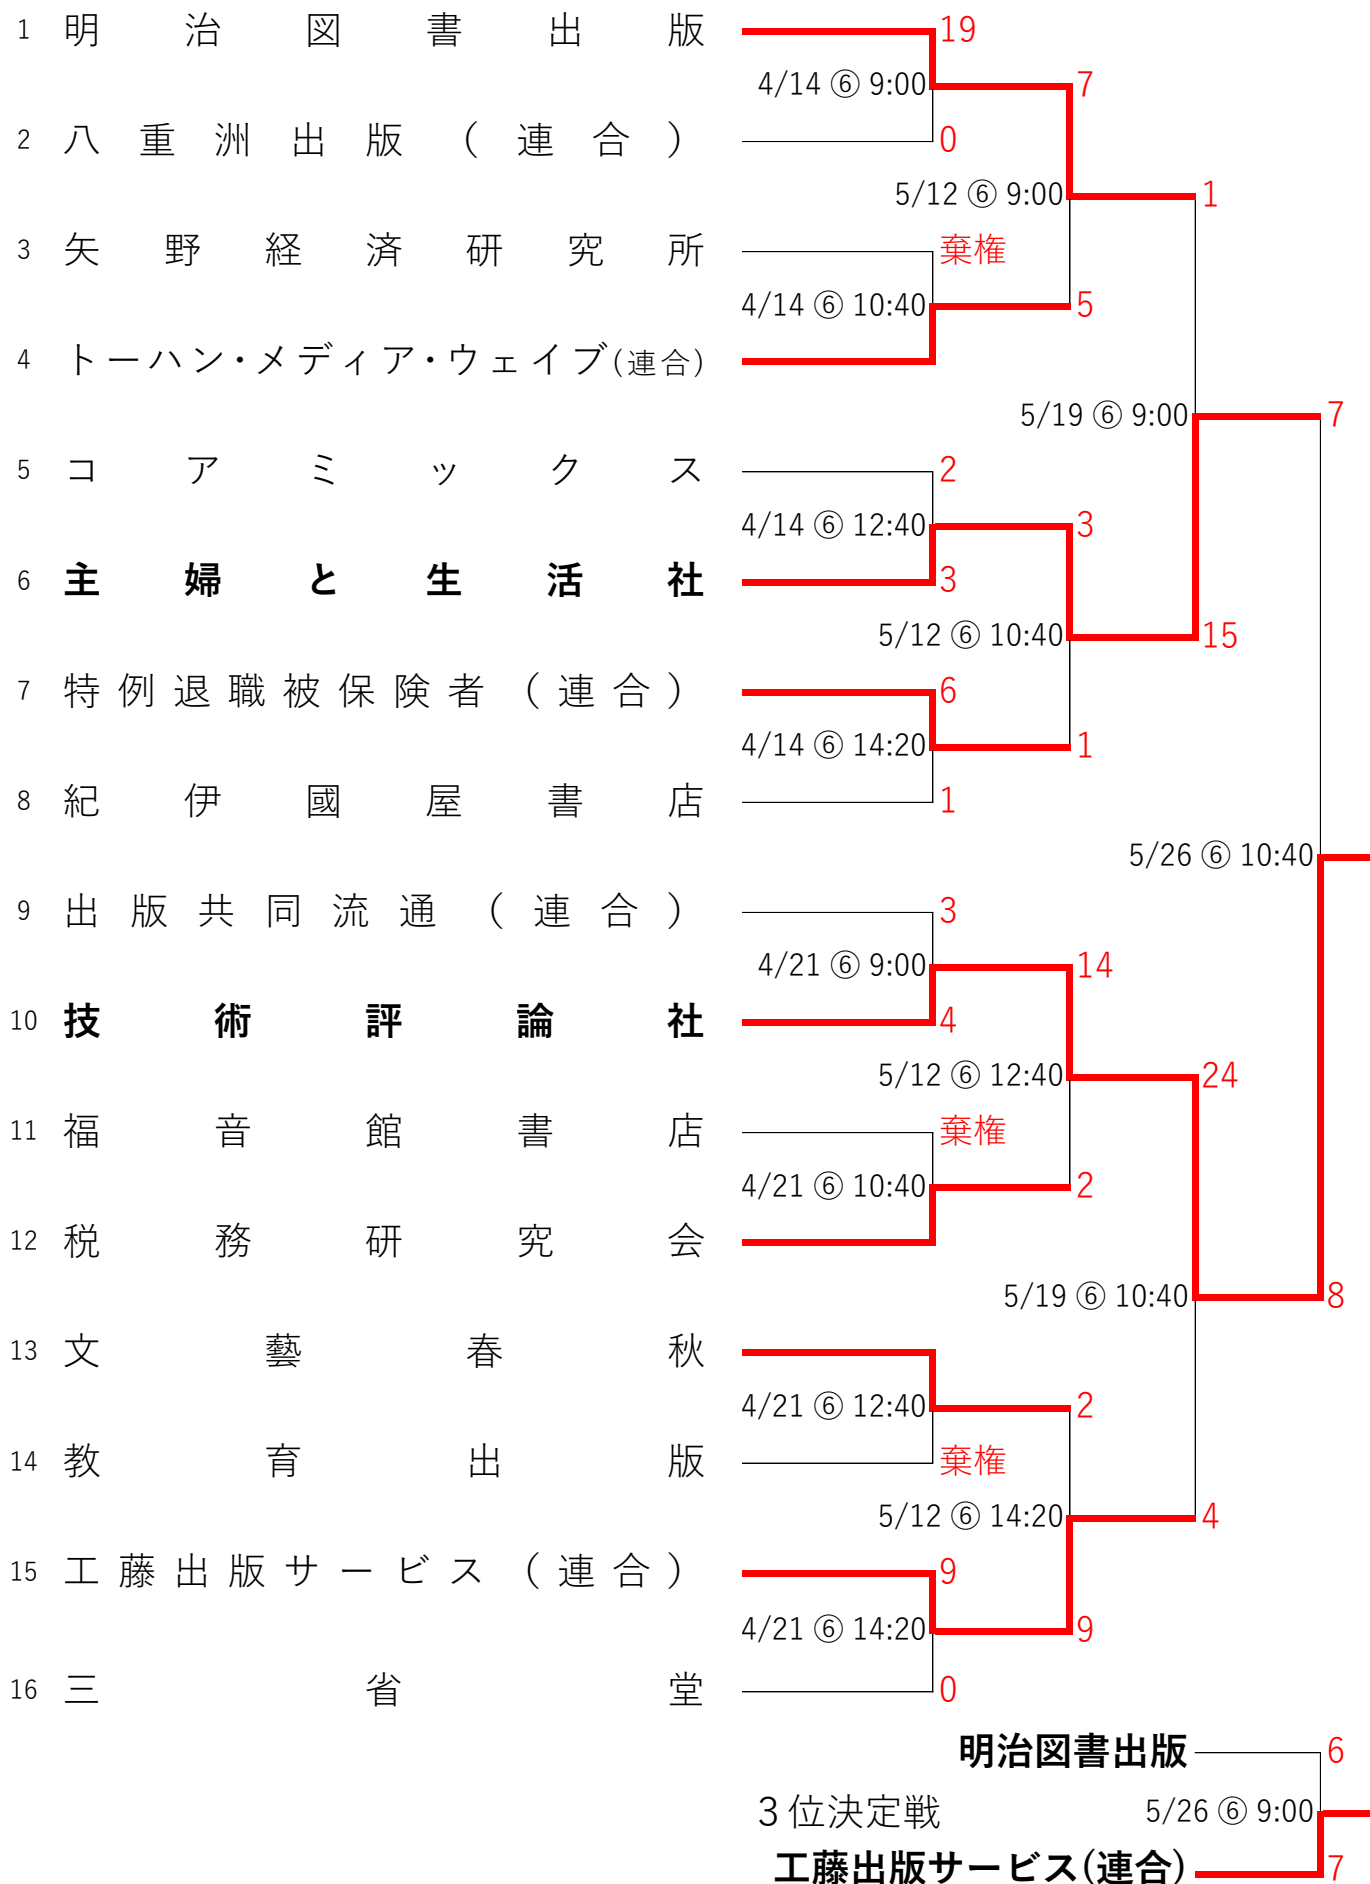 1 明治図書出版 19
4/14 ⑥ 9:00 7
2 八重洲出版(連合) 0
5/12 ⑥ 9:00 1
3 矢野経済研究所 棄権
4/14 ⑥ 10:40 5
4 トーハン・メディア・ウェイブ(連合)
5/19 ⑥ 9:00 7
5 コアミックス 2
4/14 ⑥ 12:40 3
6 主婦と生活社 3
5/12 ⑥ 10:40 15
7 特例退職被保険者(連合) 6
4/14 ⑥ 14:20 1
8 紀伊國屋書店 1
5/26 ⑥ 10:40
9 出版共同流通(連合) 3
4/21 ⑥ 9:00 14
10 技術評論社 4
5/12 ⑥ 12:40 24
11 福音館書店 棄権
4/21 ⑥ 10:40 2
12 税務研究会
5/19 ⑥ 10:40 8
13 文藝春秋
4/21 ⑥ 12:40 2
14 教育出版 棄権
5/12 ⑥ 14:20 4
15 工藤出版サービス(連合) 9
4/21 ⑥ 14:20 9
16 三省堂 0
明治図書出版 6
3位決定戦 5/26 ⑥ 9:00
工藤出版サービス(連合) 7